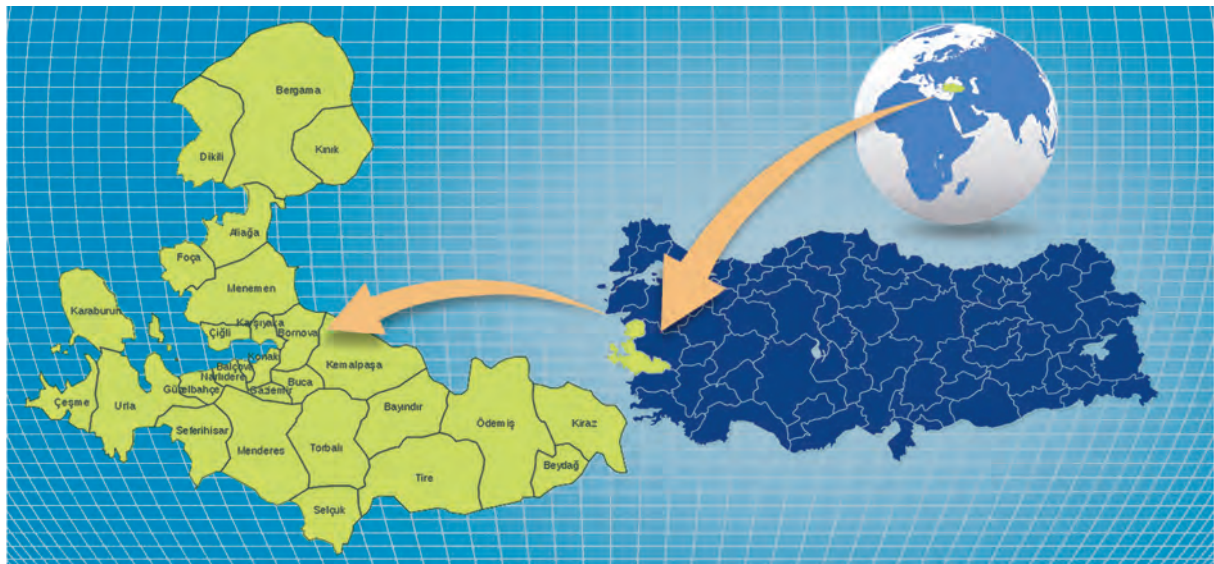 Bergama
Dikili
Kınık
Aliağa
Foça
Menemen
Karaburun
Karşıyaka
Çiğli
Bornova
Konak
Balçova
Kemalpaşa
Narlıdere
Güzelbahçe
Gaziemir
Buca
Çeşme
Urla
Bayındır
Ödemiş
Kiraz
Seferihisar
Menderes
Torbalı
Beydağ
Tire
Selçuk